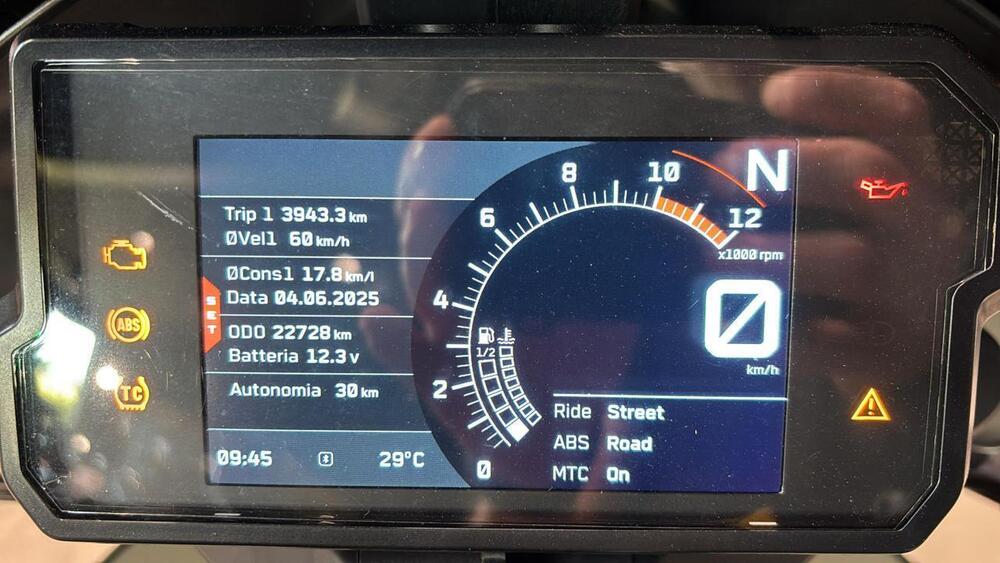 Trip 1 3943.3 km
ØVel1 60 km/h
ØCons1 17.8 km/l
Data 04.06.2025
SET
ODO 22728 km
Batteria 12.3 v
Autonomia 30 km
09:45 29°C
N
8 10
6 12
x1000 rpm
4
1/2
2
0
0
km/h
Ride Street
ABS Road
MTC On
ABS
TC